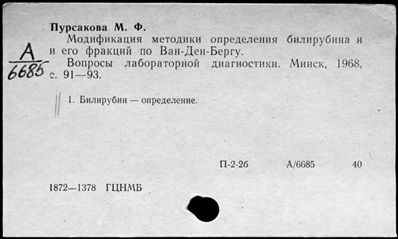 Пурсакова М. Ф.
Модификация методики определения билирубина и
и его фракций по Ван-Ден-Бергу.
А
6685
Вопросы лабораторной диагностики. Минск, 1968,
с. 91—93.
1. Билирубин — определение.
П-2-2б А/6685 40
1872—1378 ГЦНМБ